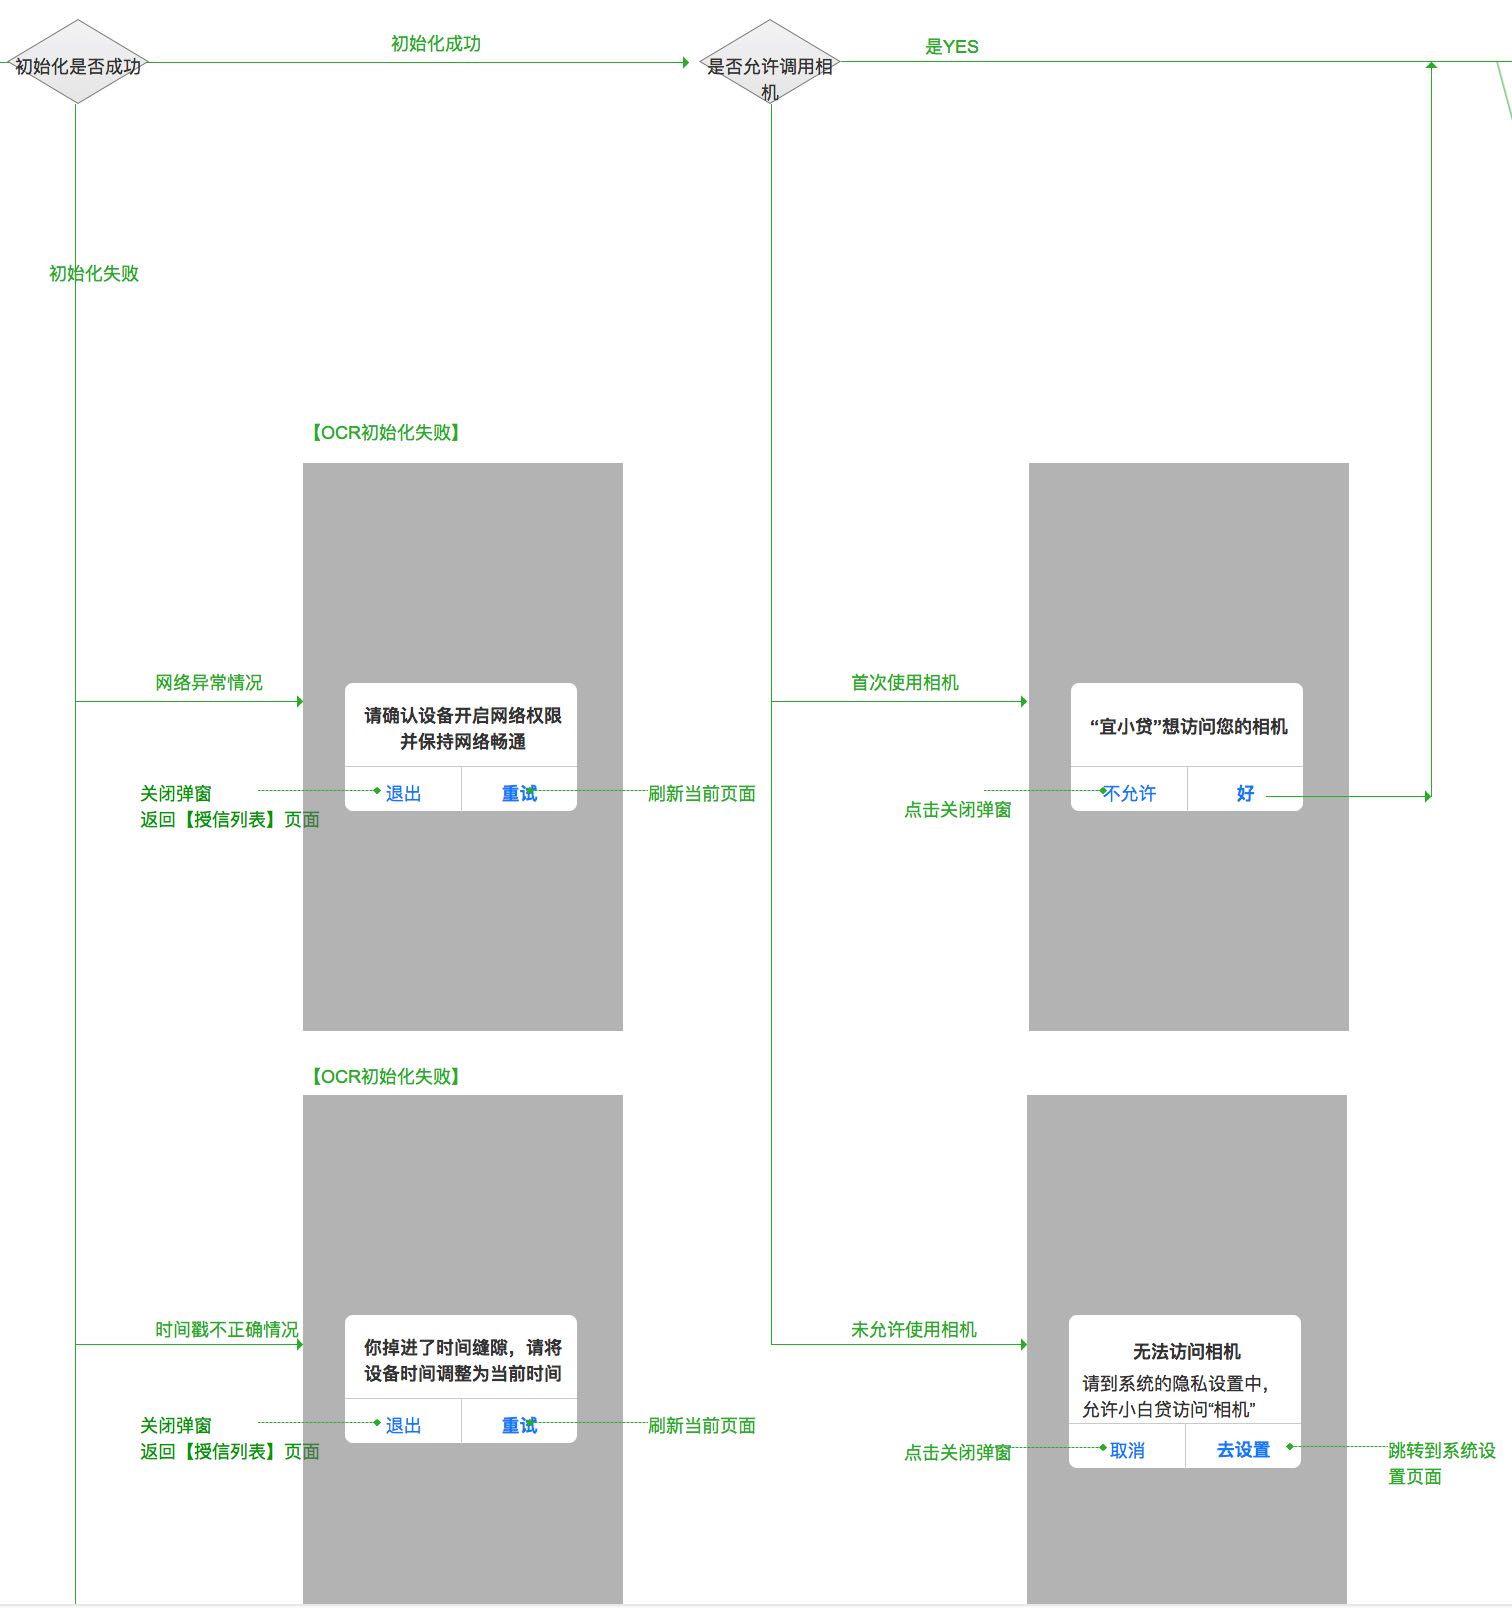 初始化是否成功
初始化成功
是否允许调用相
机
是YES
初始化失败
【OCR初始化失败】
网络异常情况
请确认设备开启网络权限
并保持网络畅通
退出
重试
关闭弹窗
返回【授信列表】页面
刷新当前页面
首次使用相机
“宜小贷”想访问您的相机
不允许
好
点击关闭弹窗
【OCR初始化失败】
时间戳不正确情况
你掉进了时间缝隙，请将
设备时间调整为当前时间
退出
重试
关闭弹窗
返回【授信列表】页面
刷新当前页面
未允许使用相机
无法访问相机
请到系统的隐私设置中，
允许小白贷访问“相机”
取消
去设置
点击关闭弹窗
跳转到系统设
置页面